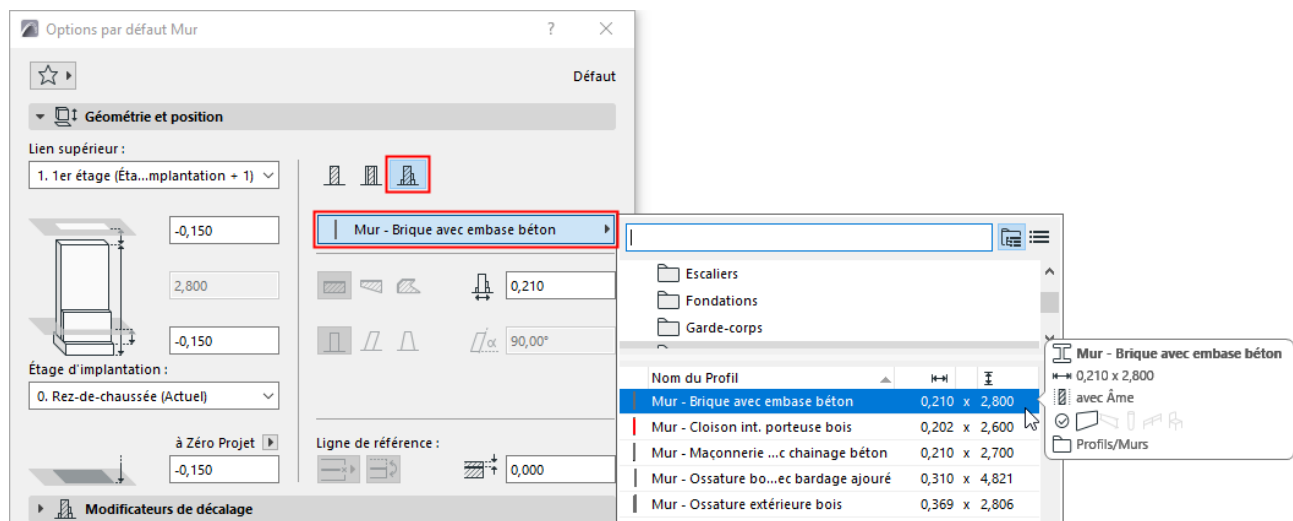 Options par défaut Mur ? ×
Défaut
Géométrie et position
Lien supérieur :
1. 1er étage (Éta...mplantation + 1)
-0,150
Mur - Brique avec embase béton
2,800
0,210
-0,150
α 90,00°
Étage d'implantation :
0. Rez-de-chaussée (Actuel)
à Zéro Projet
Ligne de référence :
-0,150
0,000
Modificateurs de décalage
Escaliers
Fondations
Garde-corps
Nom du Profil
Mur - Brique avec embase béton 0,210 x 2,800
Mur - Cloison int. porteuse bois 0,202 x 2,600
Mur - Maçonnerie ...c chainage béton 0,210 x 2,700
Mur - Ossature bo...ec bardage ajouré 0,310 x 4,821
Mur - Ossature extérieure bois 0,369 x 2,806
Mur - Brique avec embase béton
0,210 x 2,800
avec Âme
Profils/Murs